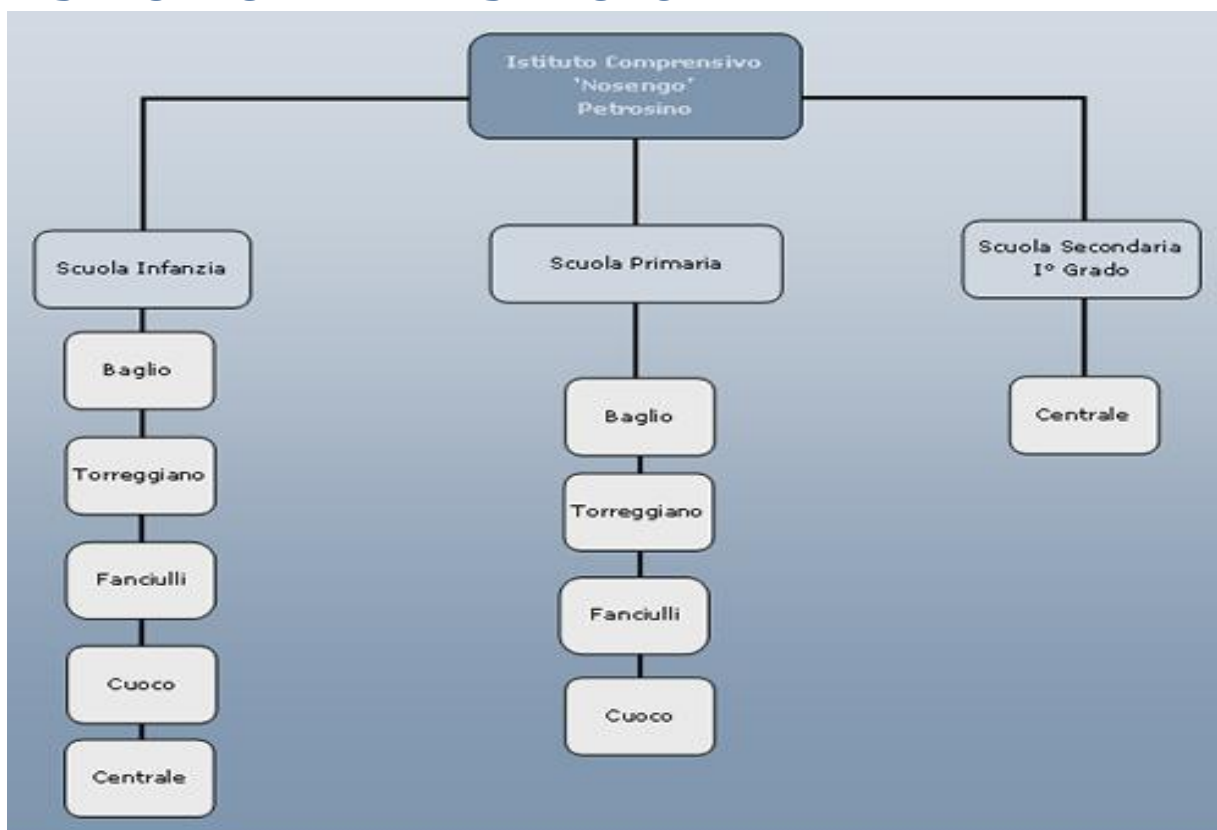 Istituto Comprensivo
'Nosengo'
Petrosino
Scuola Infanzia
Baglio
Torreggiano
Fanciulli
Cuoco
Centrale
Scuola Primaria
Baglio
Torreggiano
Fanciulli
Cuoco
Scuola Secondaria
I° Grado
Centrale